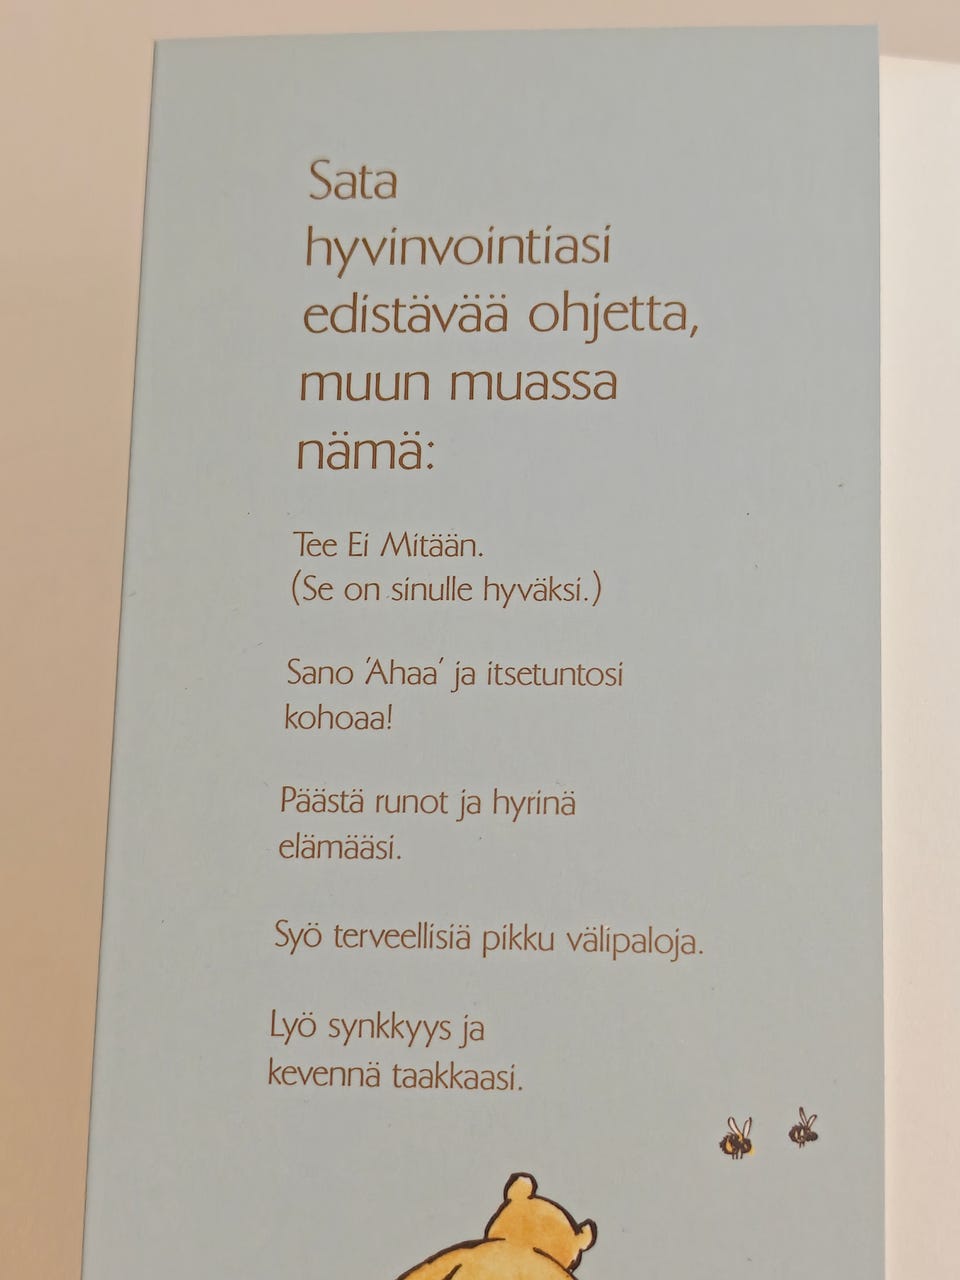 Sata
hyvinvointiasi
edistävää ohjetta,
muun muassa
nämä:
Tee Ei Mitään.
(Se on sinulle hyväksi.)
Sano 'Ahaa' ja itsetuntosi
kohoaa!
Päästä runot ja hyrinä
elämääsi.
Syö terveellisiä pikku välipaloja.
Lyö synkkyys ja
kevennä taakkaasi.